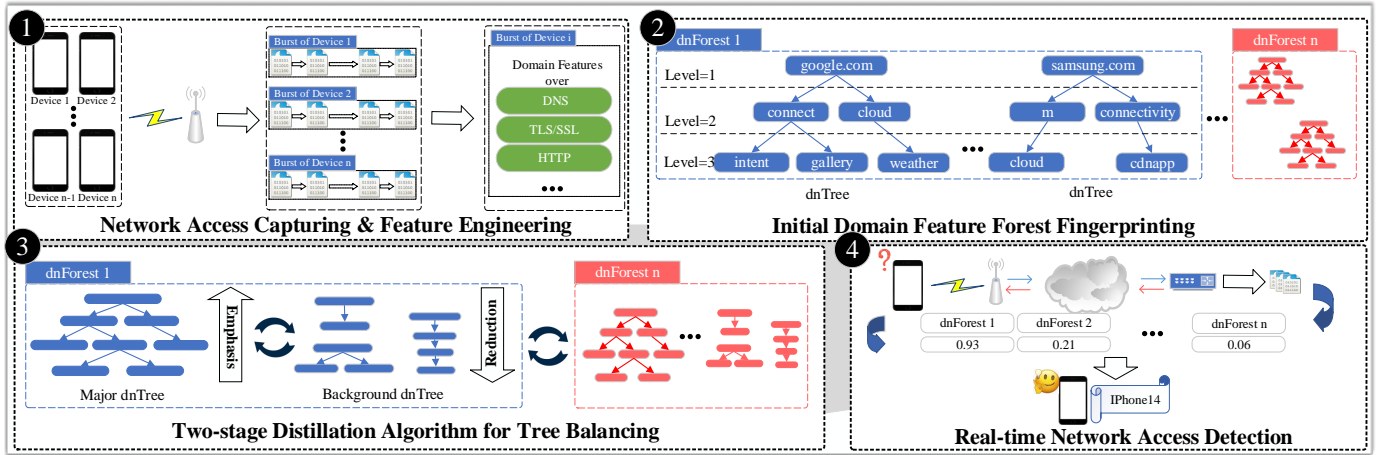 1
Device 1
Device 2
Device n-1
Device n
Burst of Device 1
Burst of Device 2
Burst of Device n
Burst of Device i
Domain Features
over
DNS
TLS/SSL
HTTP
Network Access Capturing & Feature Engineering
2
dnForest 1
Level=1
Level=2
Level=3
google.com
connect
cloud
intent
gallery
weather
dnTree
samsung.com
m
connectivity
cloud
cdnapp
dnTree
dnForest n
Initial Domain Feature Forest Fingerprinting
3
dnForest 1
Major dnTree
Emphasis
Background dnTree
Reduction
dnForest n
Two-stage Distillation Algorithm for Tree Balancing
4
?
dnForest 1
dnForest 2
dnForest n
0.93
0.21
0.06
IPhone14
Real-time Network Access Detection